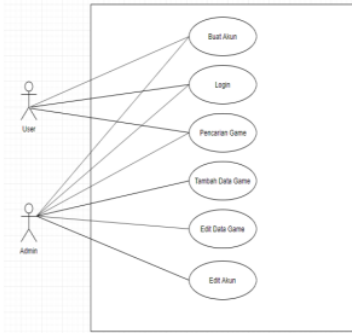 Buat Akun
Login
User
Pencarian Game
Tambah Data Game
Edit Data Game
Admin
Edit Akun